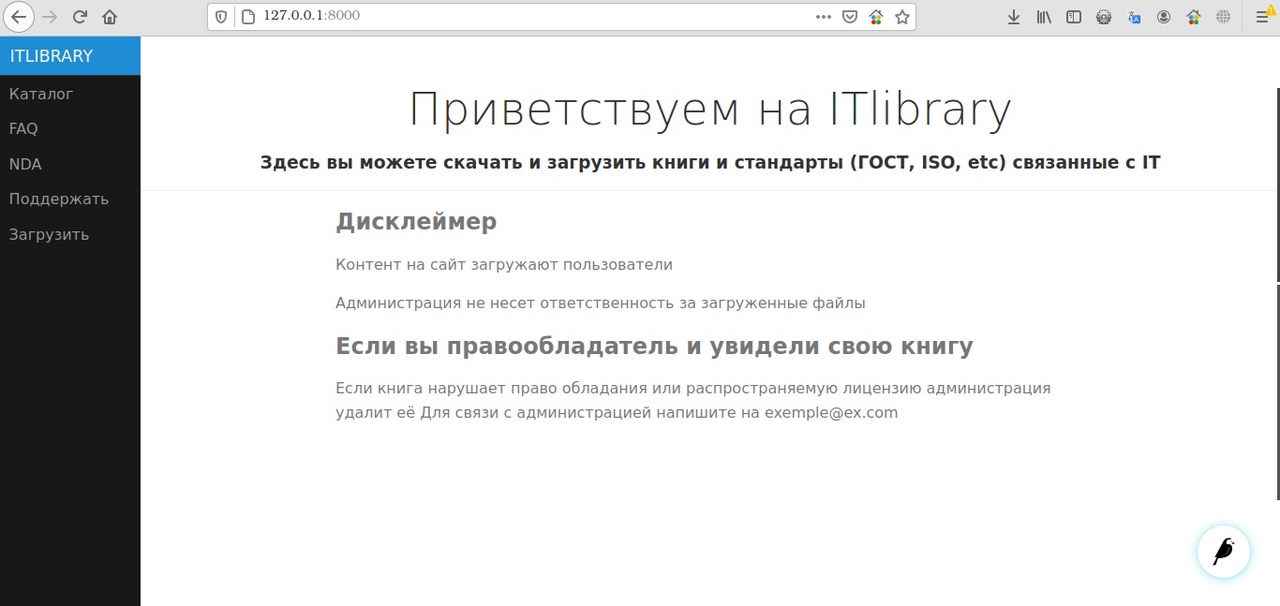 127.0.0.1:8000
ITLIBRARY
Каталог
FAQ
NDA
Поддержать
Загрузить
Приветствуем на ITlibrary
Здесь вы можете скачать и загрузить книги и стандарты (ГОСТ, ISO, etc) связанные с IT
Дисклеймер
Контент на сайт загружают пользователи
Администрация не несет ответственность за загруженные файлы
Если вы правообладатель и увидели свою книгу
Если книга нарушает право обладания или распространяемую лицензию администрация
удалит её Для связи с администрацией напишите на exemple@ex.com